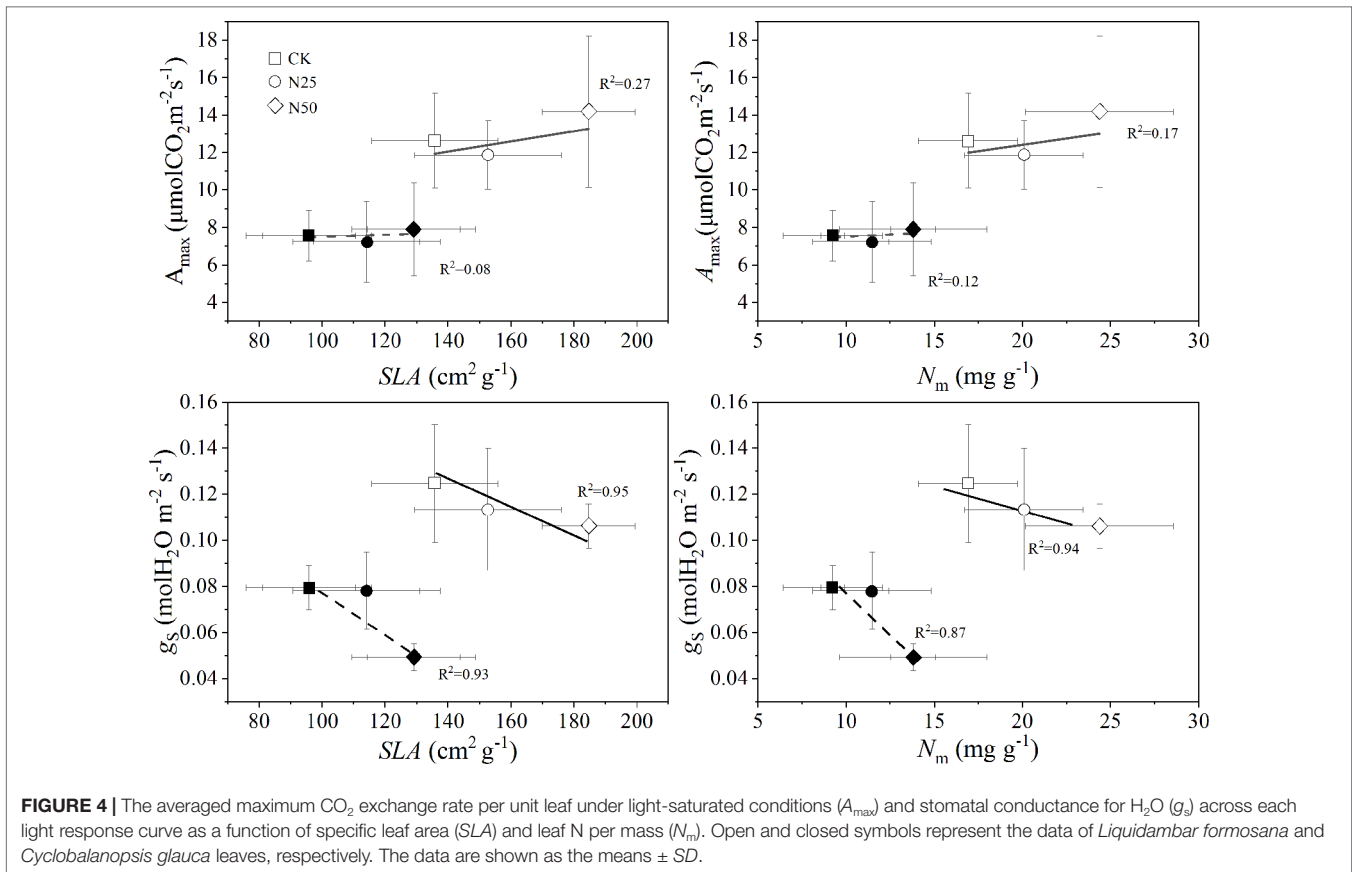 18
16
14
12
10
8
6
4
A_max (μmolCO₂m⁻²s⁻¹)
□ CK
○ N25
◇ N50
R²=0.27
R²–0.08
80 100 120 140 160 180 200
SLA (cm² g⁻¹)
18
16
14
12
10
8
6
4
A_max(μmolCO₂m⁻²s⁻¹)
R²=0.17
R²=0.12
5 10 15 20 25 30
N_m (mg g⁻¹)
0.16
0.14
0.12
0.10
0.08
0.06
0.04
g_s (molH₂O m⁻² s⁻¹)
R²=0.95
R²=0.93
80 100 120 140 160 180 200
SLA (cm² g⁻¹)
0.16
0.14
0.12
0.10
0.08
0.06
0.04
g_s (molH₂O m⁻² s⁻¹)
R²=0.94
R²=0.87
5 10 15 20 25 30
N_m (mg g⁻¹)
FIGURE 4 | The averaged maximum CO₂ exchange rate per unit leaf under light-saturated conditions (A_max) and stomatal conductance for H₂O (g_s) across each
light response curve as a function of specific leaf area (SLA) and leaf N per mass (N_m). Open and closed symbols represent the data of Liquidambar formosana and
Cyclobalanopsis glauca leaves, respectively. The data are shown as the means ± SD.